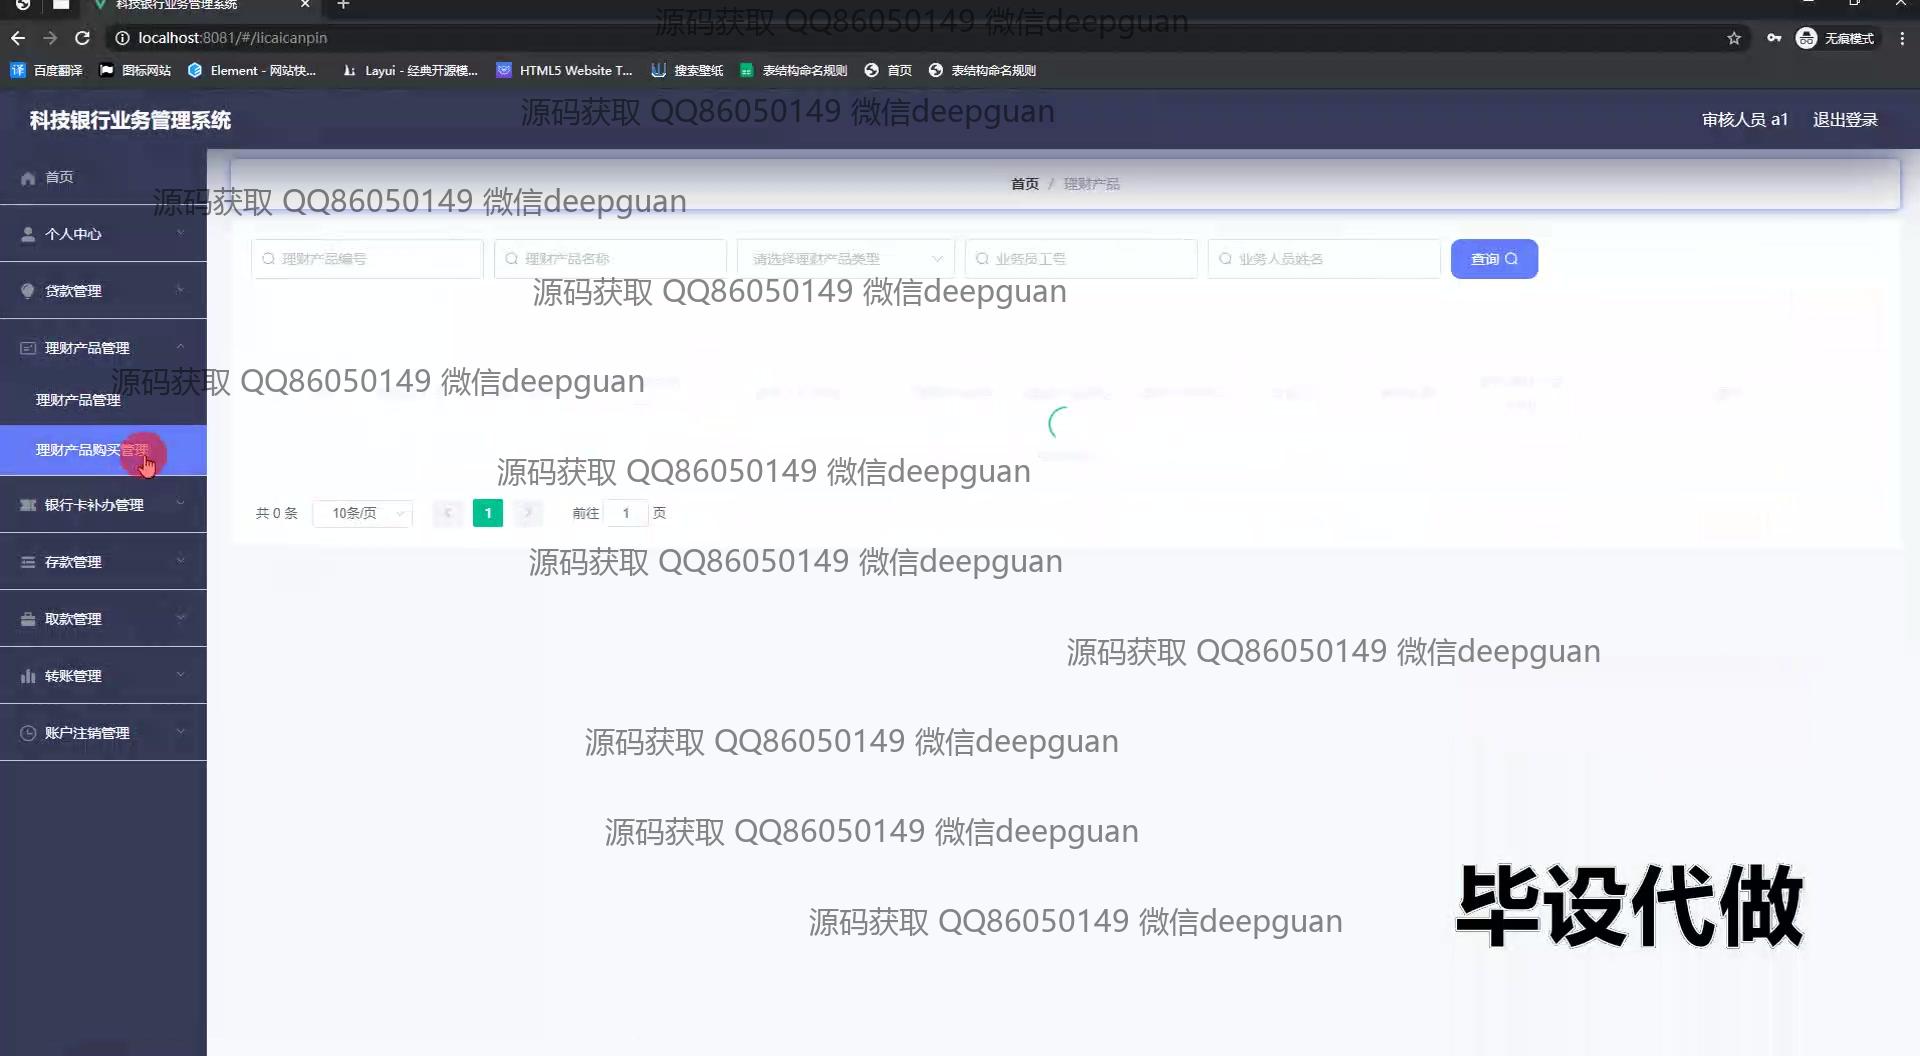 科技银行业务管理系统
源码获取 QQ86050149 微信deepguan
localhost:8081/#/licaicanpin
无痕模式
百度翻译
图标网站
Element - 网站快...
Layui - 经典开源模...
HTML5 Website T...
搜索壁纸
表结构命名规则
首页
表结构命名规则
科技银行业务管理系统
源码获取 QQ86050149 微信deepguan
审核人员 a1
退出登录
首页
首页 / 理财产品
源码获取 QQ86050149 微信deepguan
个人中心
理财产品编号
理财产品名称
请选择理财产品类型
业务员工号
业务人员姓名
查询
贷款管理
源码获取 QQ86050149 微信deepguan
理财产品管理
源码获取 QQ86050149 微信deepguan
理财产品管理
理财产品购买管理
源码获取 QQ86050149 微信deepguan
银行卡补办管理
共 0 条
10条/页
1
前往 1 页
存款管理
源码获取 QQ86050149 微信deepguan
取款管理
源码获取 QQ86050149 微信deepguan
转账管理
账户注销管理
源码获取 QQ86050149 微信deepguan
源码获取 QQ86050149 微信deepguan
源码获取 QQ86050149 微信deepguan
毕设代做